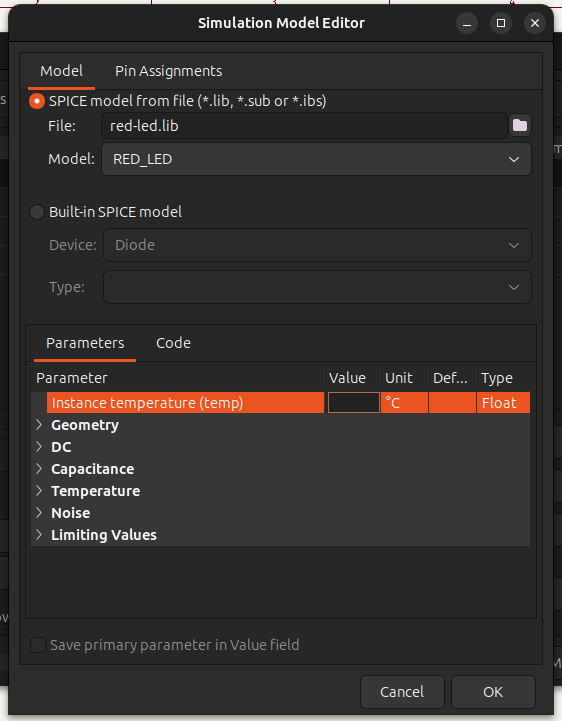 Simulation Model Editor
Model Pin Assignments
SPICE model from file (*.lib, *.sub or *.ibs)
File: red-led.lib
Model: RED_LED
Built-in SPICE model
Device: Diode
Type:
Parameters Code
Parameter Value Unit Def... Type
Instance temperature (temp) °C Float
Geometry
DC
Capacitance
Temperature
Noise
Limiting Values
Save primary parameter in Value field
Cancel OK